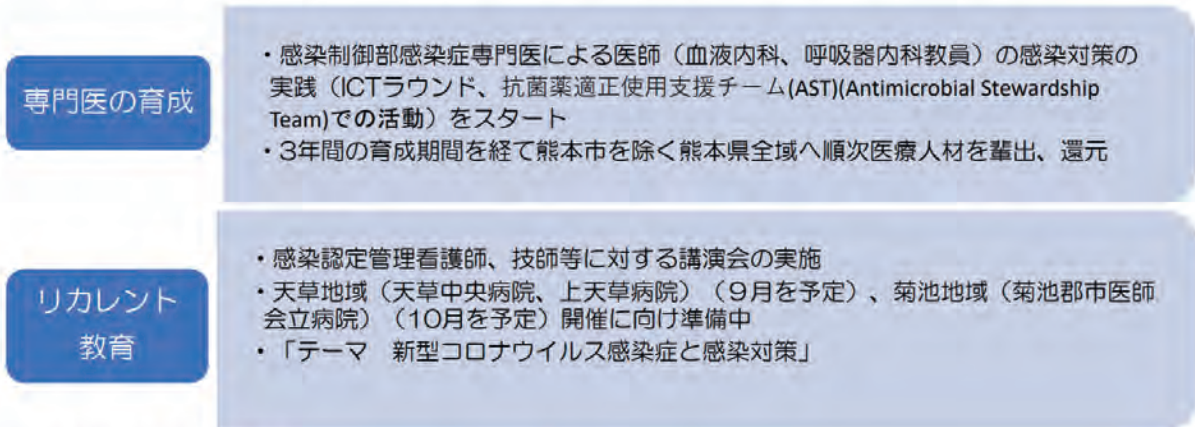 専門医の育成
・感染制御部感染症専門医による医師（血液内科、呼吸器内科教員）の感染対策の
実践（ICTラウンド、抗菌薬適正使用支援チーム(AST)(Antimicrobial Stewardship
Team)での活動）をスタート
・3年間の育成期間を経て熊本市を除く熊本県全域へ順次医療人材を輩出、還元
リカレント
教育
・感染認定管理看護師、技師等に対する講演会の実施
・天草地域（天草中央病院、上天草病院）（９月を予定）、菊池地域（菊池郡市医師
会立病院）（10月を予定）開催に向け準備中
・「テーマ　新型コロナウイルス感染症と感染対策」